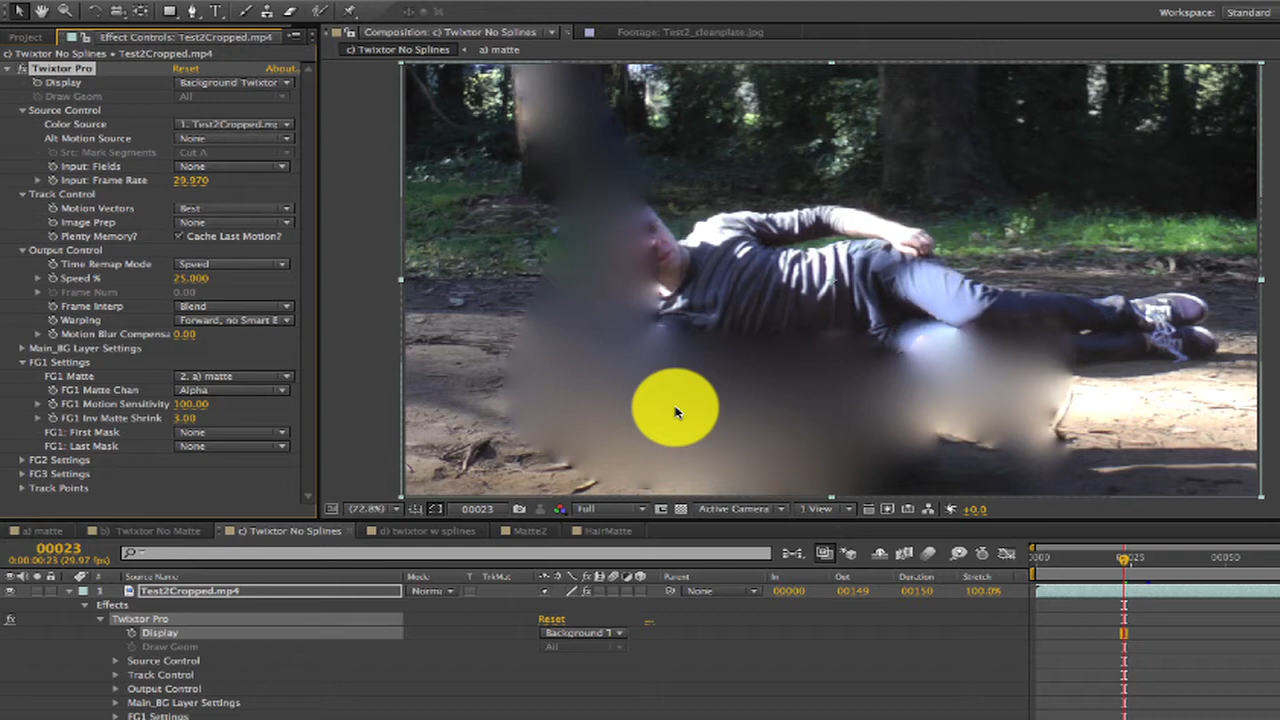 Workspace: Standard
Project Effect Controls: Test2Cropped.mp4
Composition: c) Twixtor No Splines Footage: Test2_cleanplate.jpg
c) Twixtor No Splines • Test2Cropped.mp4
c) Twixtor No Splines a) matte
fx Twixtor Pro Reset About..
Display Background Twixtor
Draw Geom All
Source Control
Color Source 1. Test2Cropped.m
Alt Motion Source None
Src: Mark Segments Cut A
Input: Fields None
Input: Frame Rate 29.970
Track Control
Motion Vectors Best
Image Prep None
Plenty Memory? Cache Last Motion?
Output Control
Time Remap Mode Speed
Speed % 25.000
Frame Num 0.00
Frame Interp Blend
Warping Forward, no Smart E
Motion Blur Compensa 0.00
Main_BG Layer Settings
FG1 Settings
FG1 Matte 2. a) matte
FG1 Matte Chan Alpha
FG1 Motion Sensitivity 100.00
FG1 Inv Matte Shrink 3.00
FG1: First Mask None
FG1: Last Mask None
FG2 Settings
FG3 Settings
Track Points
(72.8%) 00023 Full Active Camera 1 View +0.0
a) matte b) Twixtor No Matte c) Twixtor No Splines d) twixtor w splines Matte2 HairMatte
00023
0:00:00:23 (29.97 fps)
0000 025 00050
# Source Name Mode T TrkMat Parent In Out Duration Stretch
1 Test2Cropped.mp4 Norm None 00000 00149 00150 100.0%
Effects
fx Twixtor Pro Reset ...
Display Background T
Draw Geom All
Source Control
Track Control
Output Control
Main_BG Layer Settings
FG1 Settings